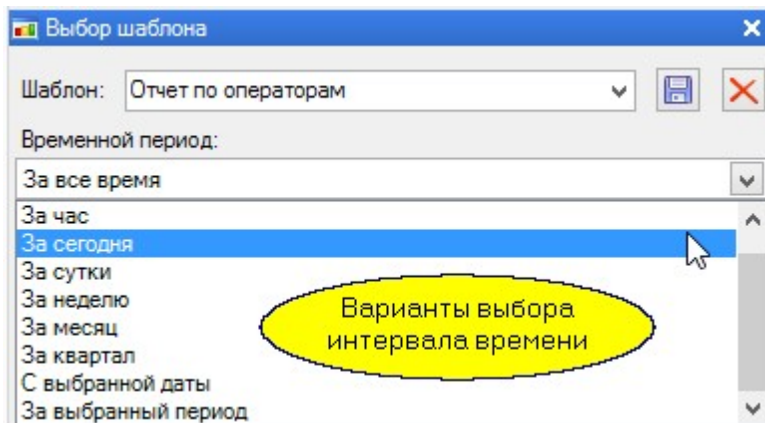 Выбор шаблона
Шаблон: Отчет по операторам
Временной период:
За все время
За час
За сегодня
За сутки
За неделю
За месяц
За квартал
С выбранной даты
За выбранный период
Варианты выбора
интервала времени